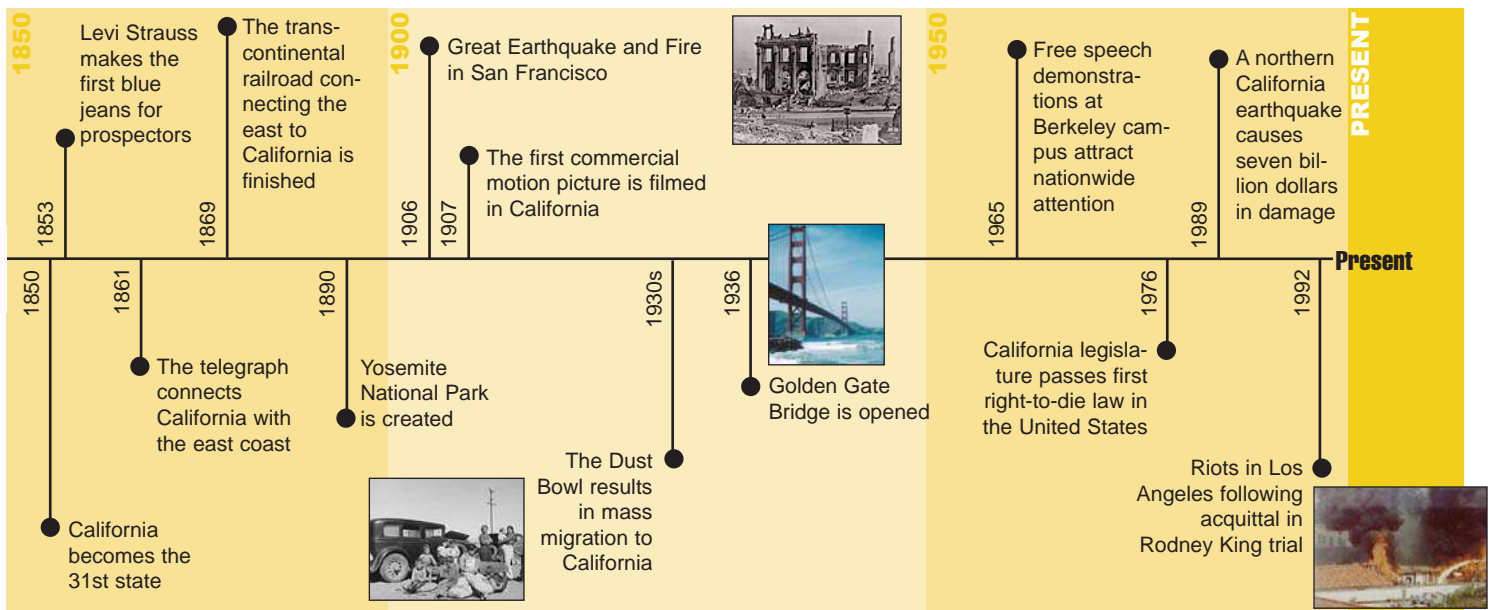 1850
Levi Strauss
makes the
first blue
jeans for
prospectors
1853
The trans-
continental
railroad con-
necting the
east to
California is
finished
1869
1900
Great Earthquake and Fire
in San Francisco
1906
The first commercial
motion picture is filmed
in California
1907
1950
Free speech
demonstra-
tions at
Berkeley cam-
pus attract
nationwide
attention
1965
A northern
California
earthquake
causes
seven bil-
lion dollars
in damage
1989
PRESENT
Present
1850
California
becomes the
31st state
1861
The telegraph
connects
California with
the east coast
1890
Yosemite
National Park
is created
1930s
The Dust
Bowl results
in mass
migration to
California
1936
Golden Gate
Bridge is opened
1976
California legisla-
ture passes first
right-to-die law in
the United States
1992
Riots in Los
Angeles following
acquittal in
Rodney King trial